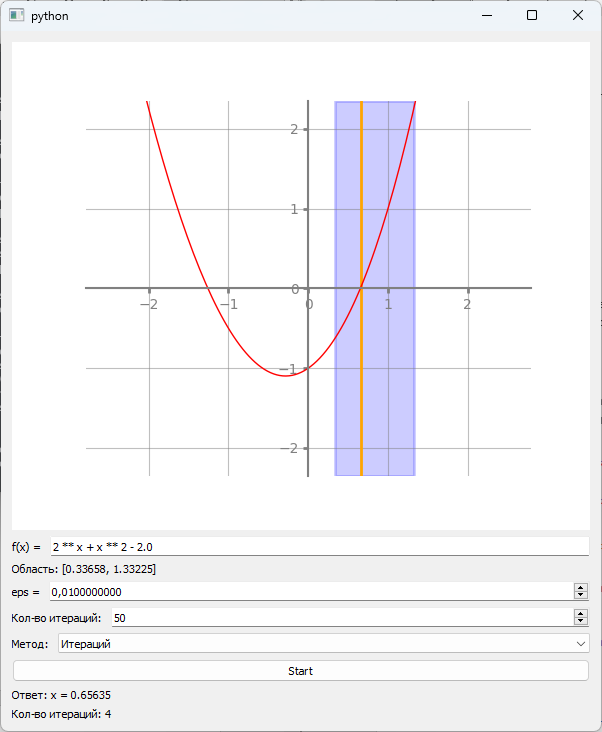 python
2
1
0
−2
−1
0
1
2
−1
−2
f(x) = 2 ** x + x ** 2 - 2.0
Область: [0.33658, 1.33225]
eps = 0,0100000000
Кол-во итераций: 50
Метод: Итераций
Start
Ответ: x = 0.65635
Кол-во итераций: 4